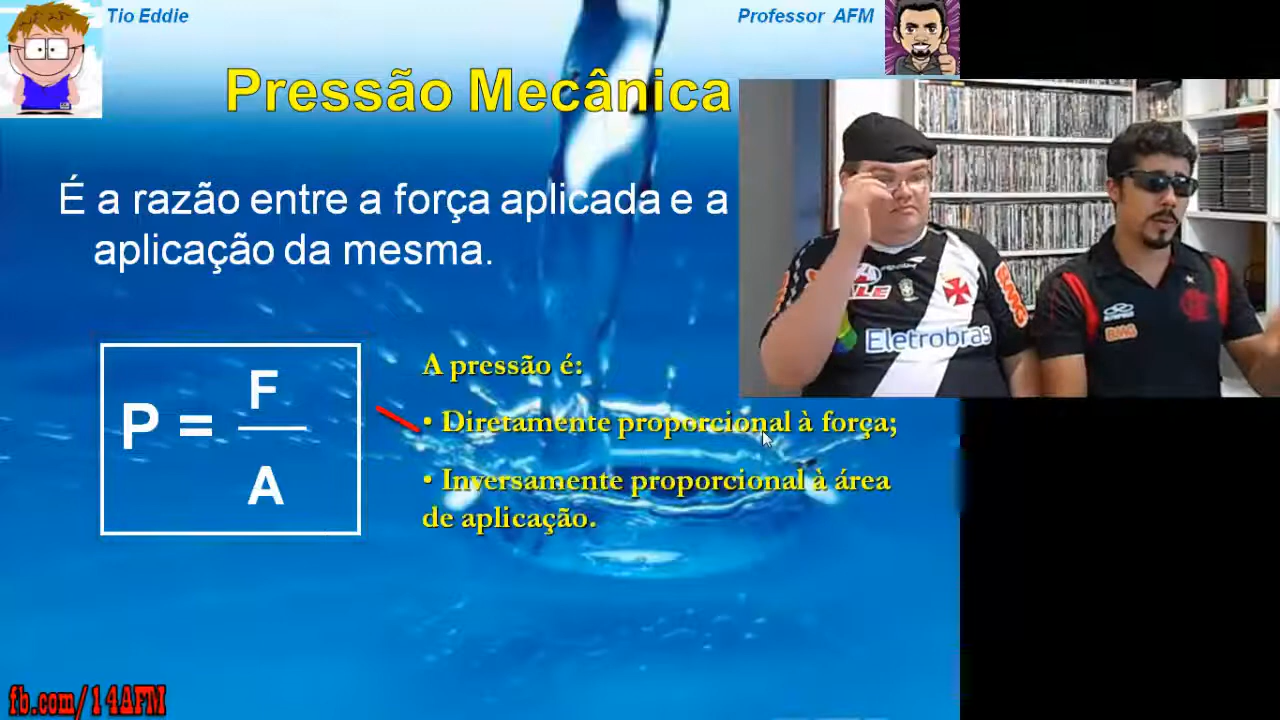 Tio Eddie
Professor AFM
Pressão Mecânica
É a razão entre a força aplicada e a
aplicação da mesma.
P = F
A
A pressão é:
• Diretamente proporcional à força;
• Inversamente proporcional à área
de aplicação.
Eletrobras
fb.com/14AFM